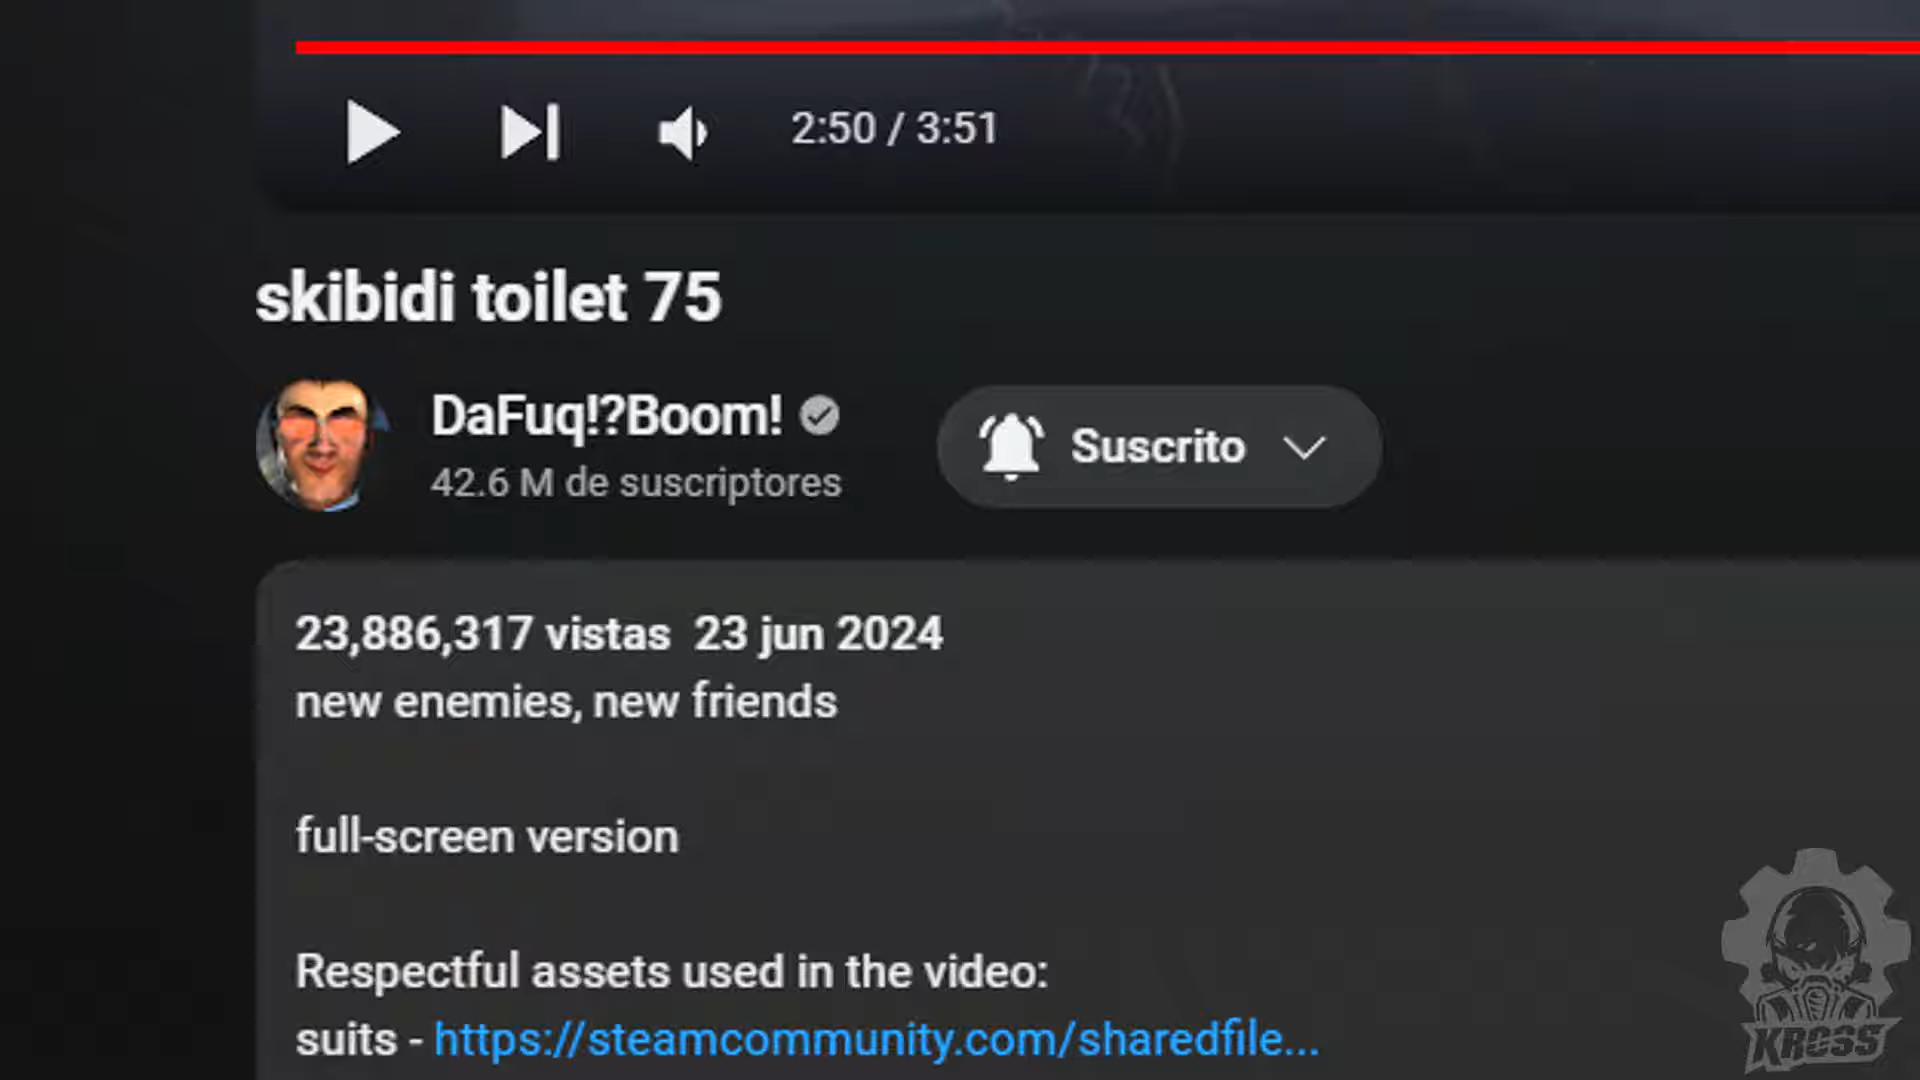 2:50 / 3:51
skibidi toilet 75
DaFuq!?Boom!
42.6 M de suscriptores
Suscrito
23,886,317 vistas 23 jun 2024
new enemies, new friends
full-screen version
Respectful assets used in the video:
suits - https://steamcommunity.com/sharedfile...
KROSS